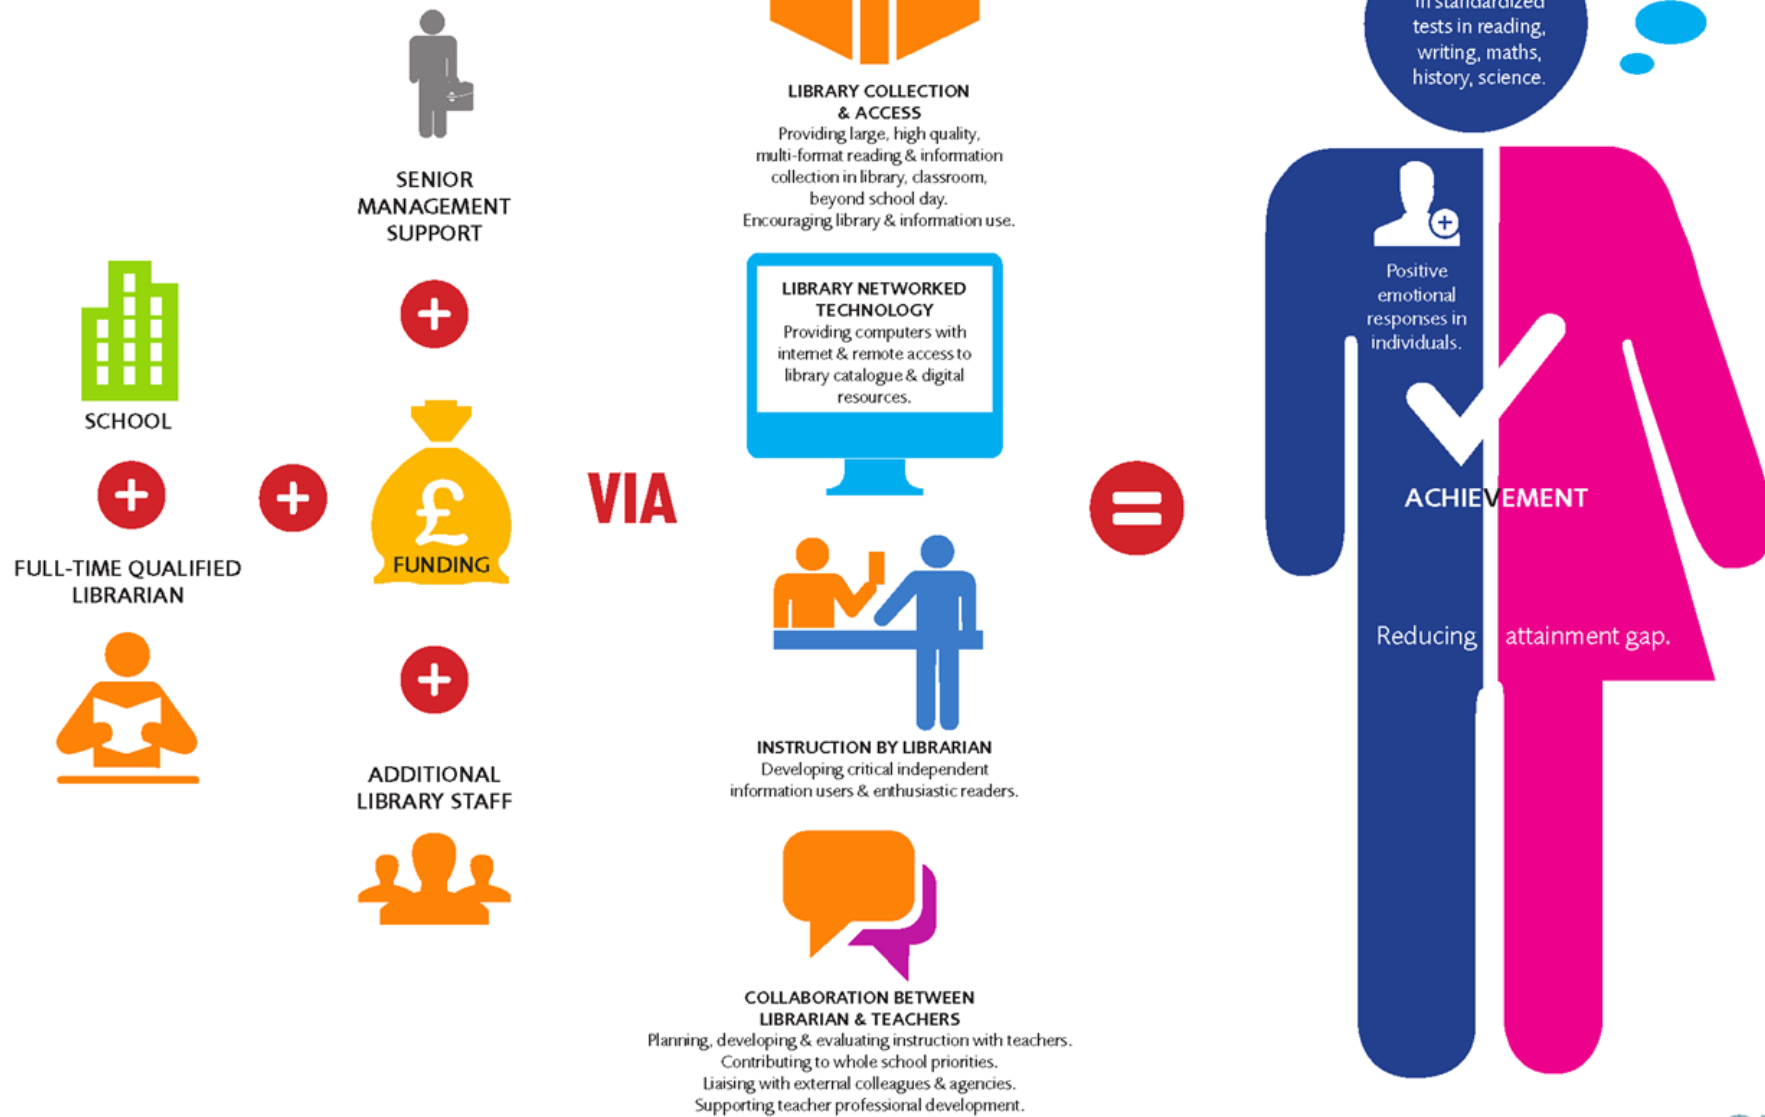 SCHOOL
FULL-TIME QUALIFIED
LIBRARIAN
SENIOR
MANAGEMENT
SUPPORT
£
FUNDING
ADDITIONAL
LIBRARY STAFF
VIA
LIBRARY COLLECTION
& ACCESS
Providing large, high quality,
multi-format reading & information
collection in library, classroom,
beyond school day.
Encouraging library & information use.
LIBRARY NETWORKED
TECHNOLOGY
Providing computers with
internet & remote access to
library catalogue & digital
resources.
INSTRUCTION BY LIBRARIAN
Developing critical independent
information users & enthusiastic readers.
COLLABORATION BETWEEN
LIBRARIAN & TEACHERS
Planning, developing & evaluating instruction with teachers.
Contributing to whole school priorities.
Liaising with external colleagues & agencies.
Supporting teacher professional development.
in standardized
tests in reading,
writing, maths,
history, science.
Positive
emotional
responses in
individuals.
ACHIEVEMENT
Reducing attainment gap.